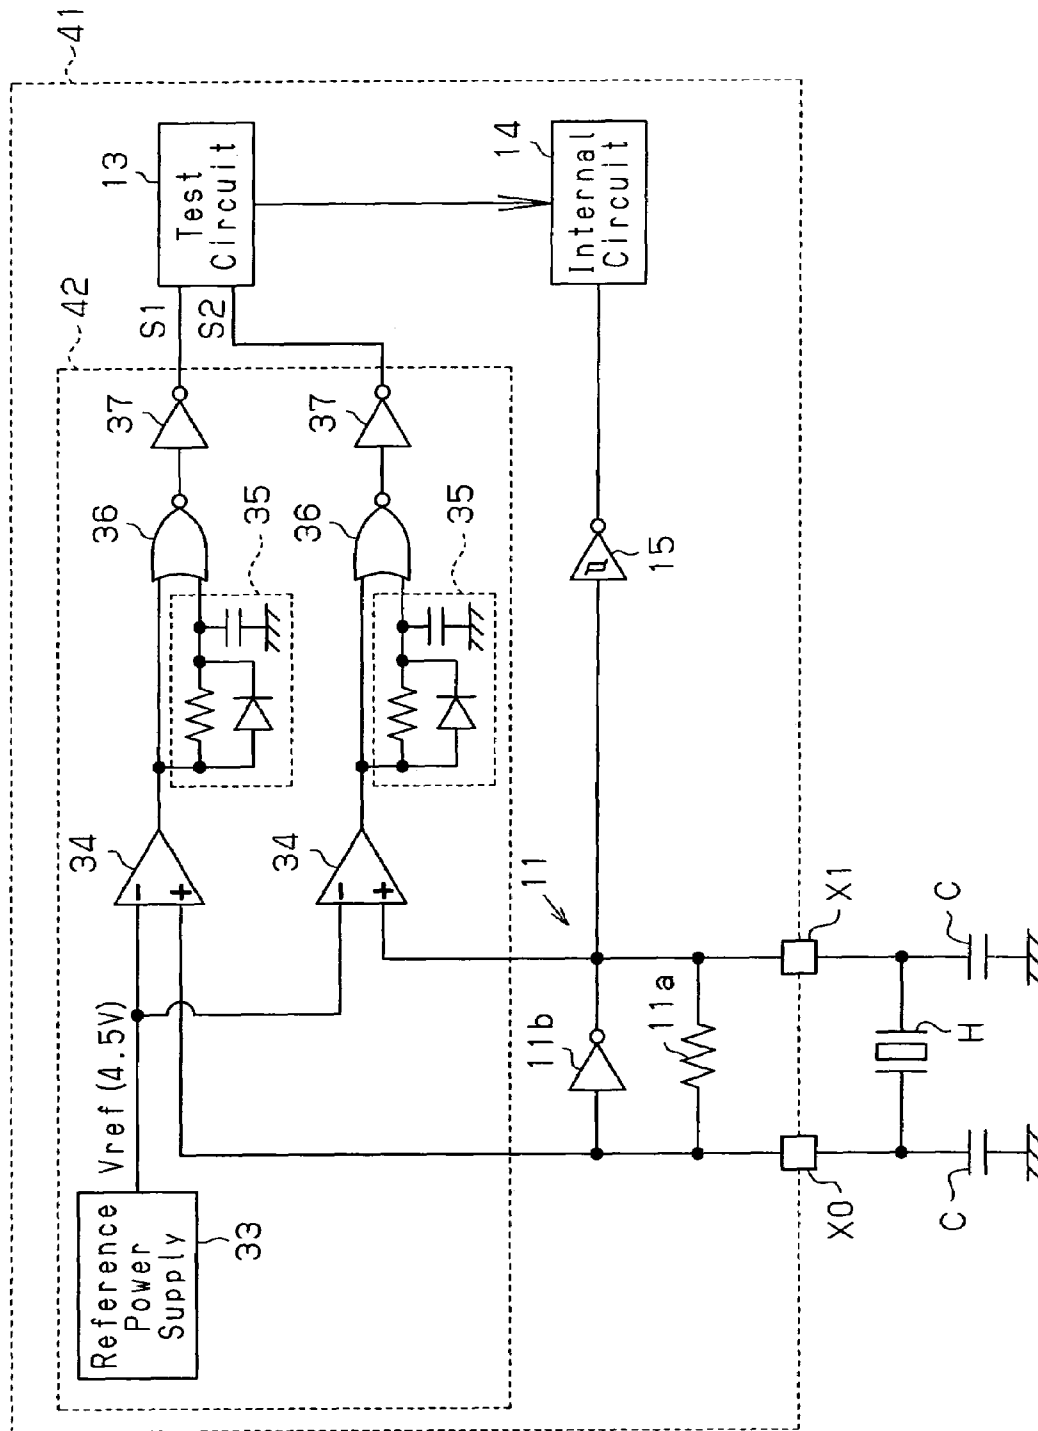 41
42
Reference
Power
Supply
33
Vref (4.5V)
34
36
37
S1
35
13
Test
Circuit
S2
34
36
37
35
11
11b
11a
15
14
Internal
Circuit
X0
X1
C
H
C